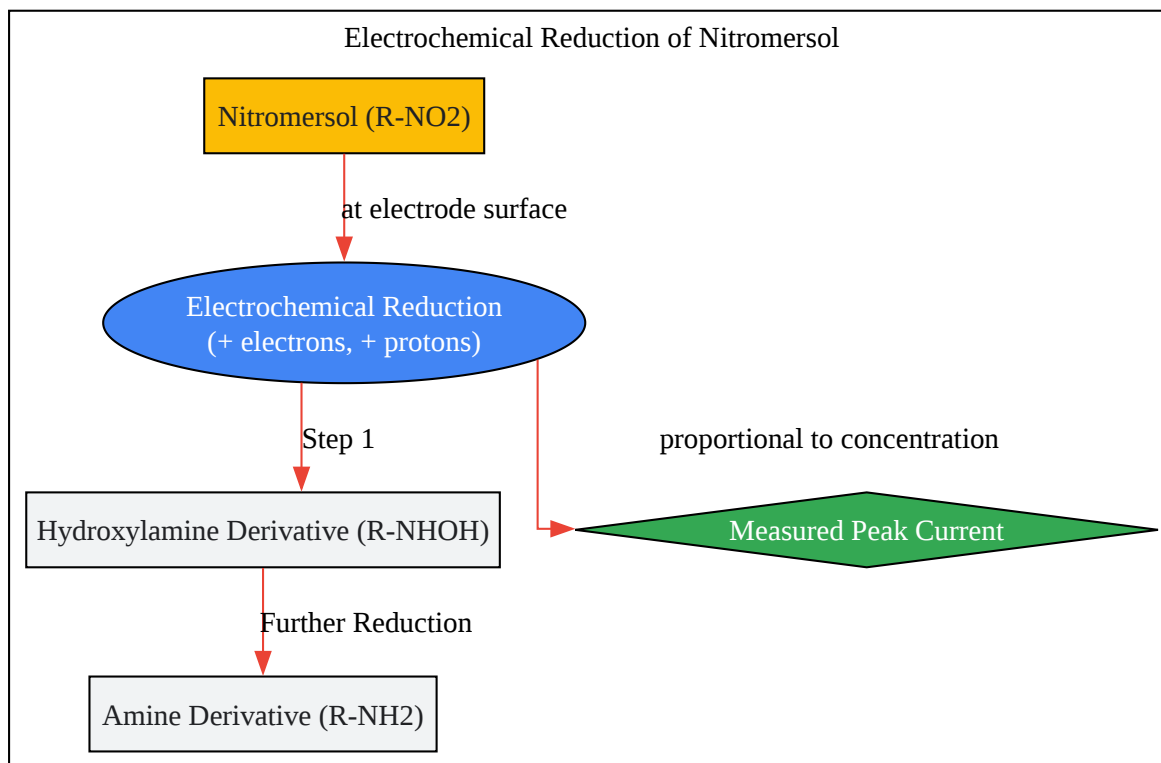 Electrochemical Reduction of Nitromersol
Nitromersol (R-NO2)
at electrode surface
Electrochemical Reduction
(+ electrons, + protons)
Step 1
proportional to concentration
Hydroxylamine Derivative (R-NHOH)
Measured Peak Current
Further Reduction
Amine Derivative (R-NH2)